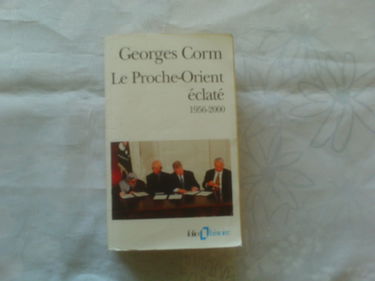 Georges Corm
Le Proche-Orient
éclaté
1956-2000
folio histoire